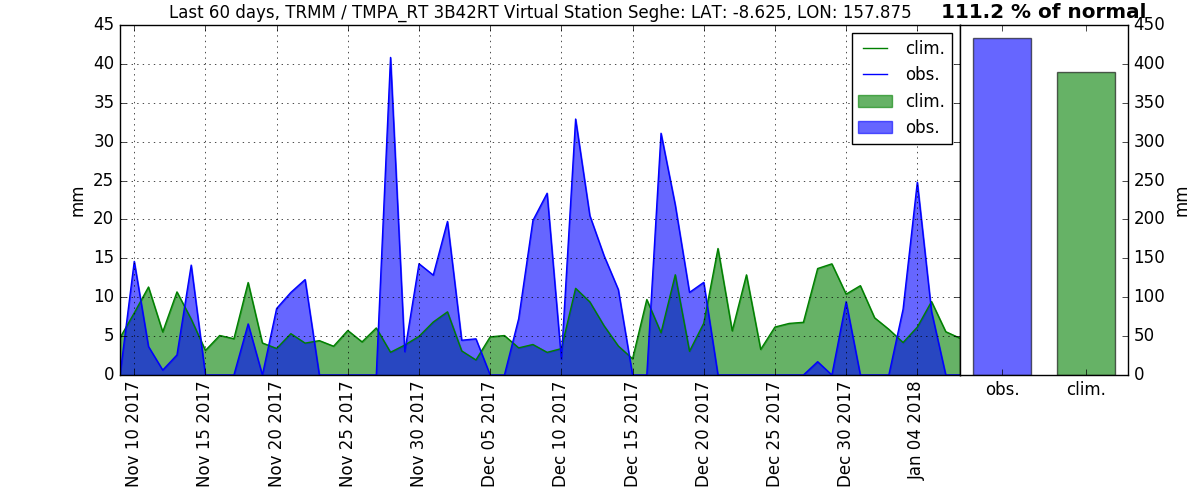 Last 60 days, TRMM / TMPA_RT 3B42RT Virtual Station Seghe: LAT: -8.625, LON: 157.875
111.2 % of normal
45
40
35
30
25
20
15
10
5
0
mm
clim.
obs.
clim.
obs.
450
400
350
300
250
200
150
100
50
0
mm
Nov 10 2017
Nov 15 2017
Nov 20 2017
Nov 25 2017
Nov 30 2017
Dec 05 2017
Dec 10 2017
Dec 15 2017
Dec 20 2017
Dec 25 2017
Dec 30 2017
Jan 04 2018
obs.
clim.